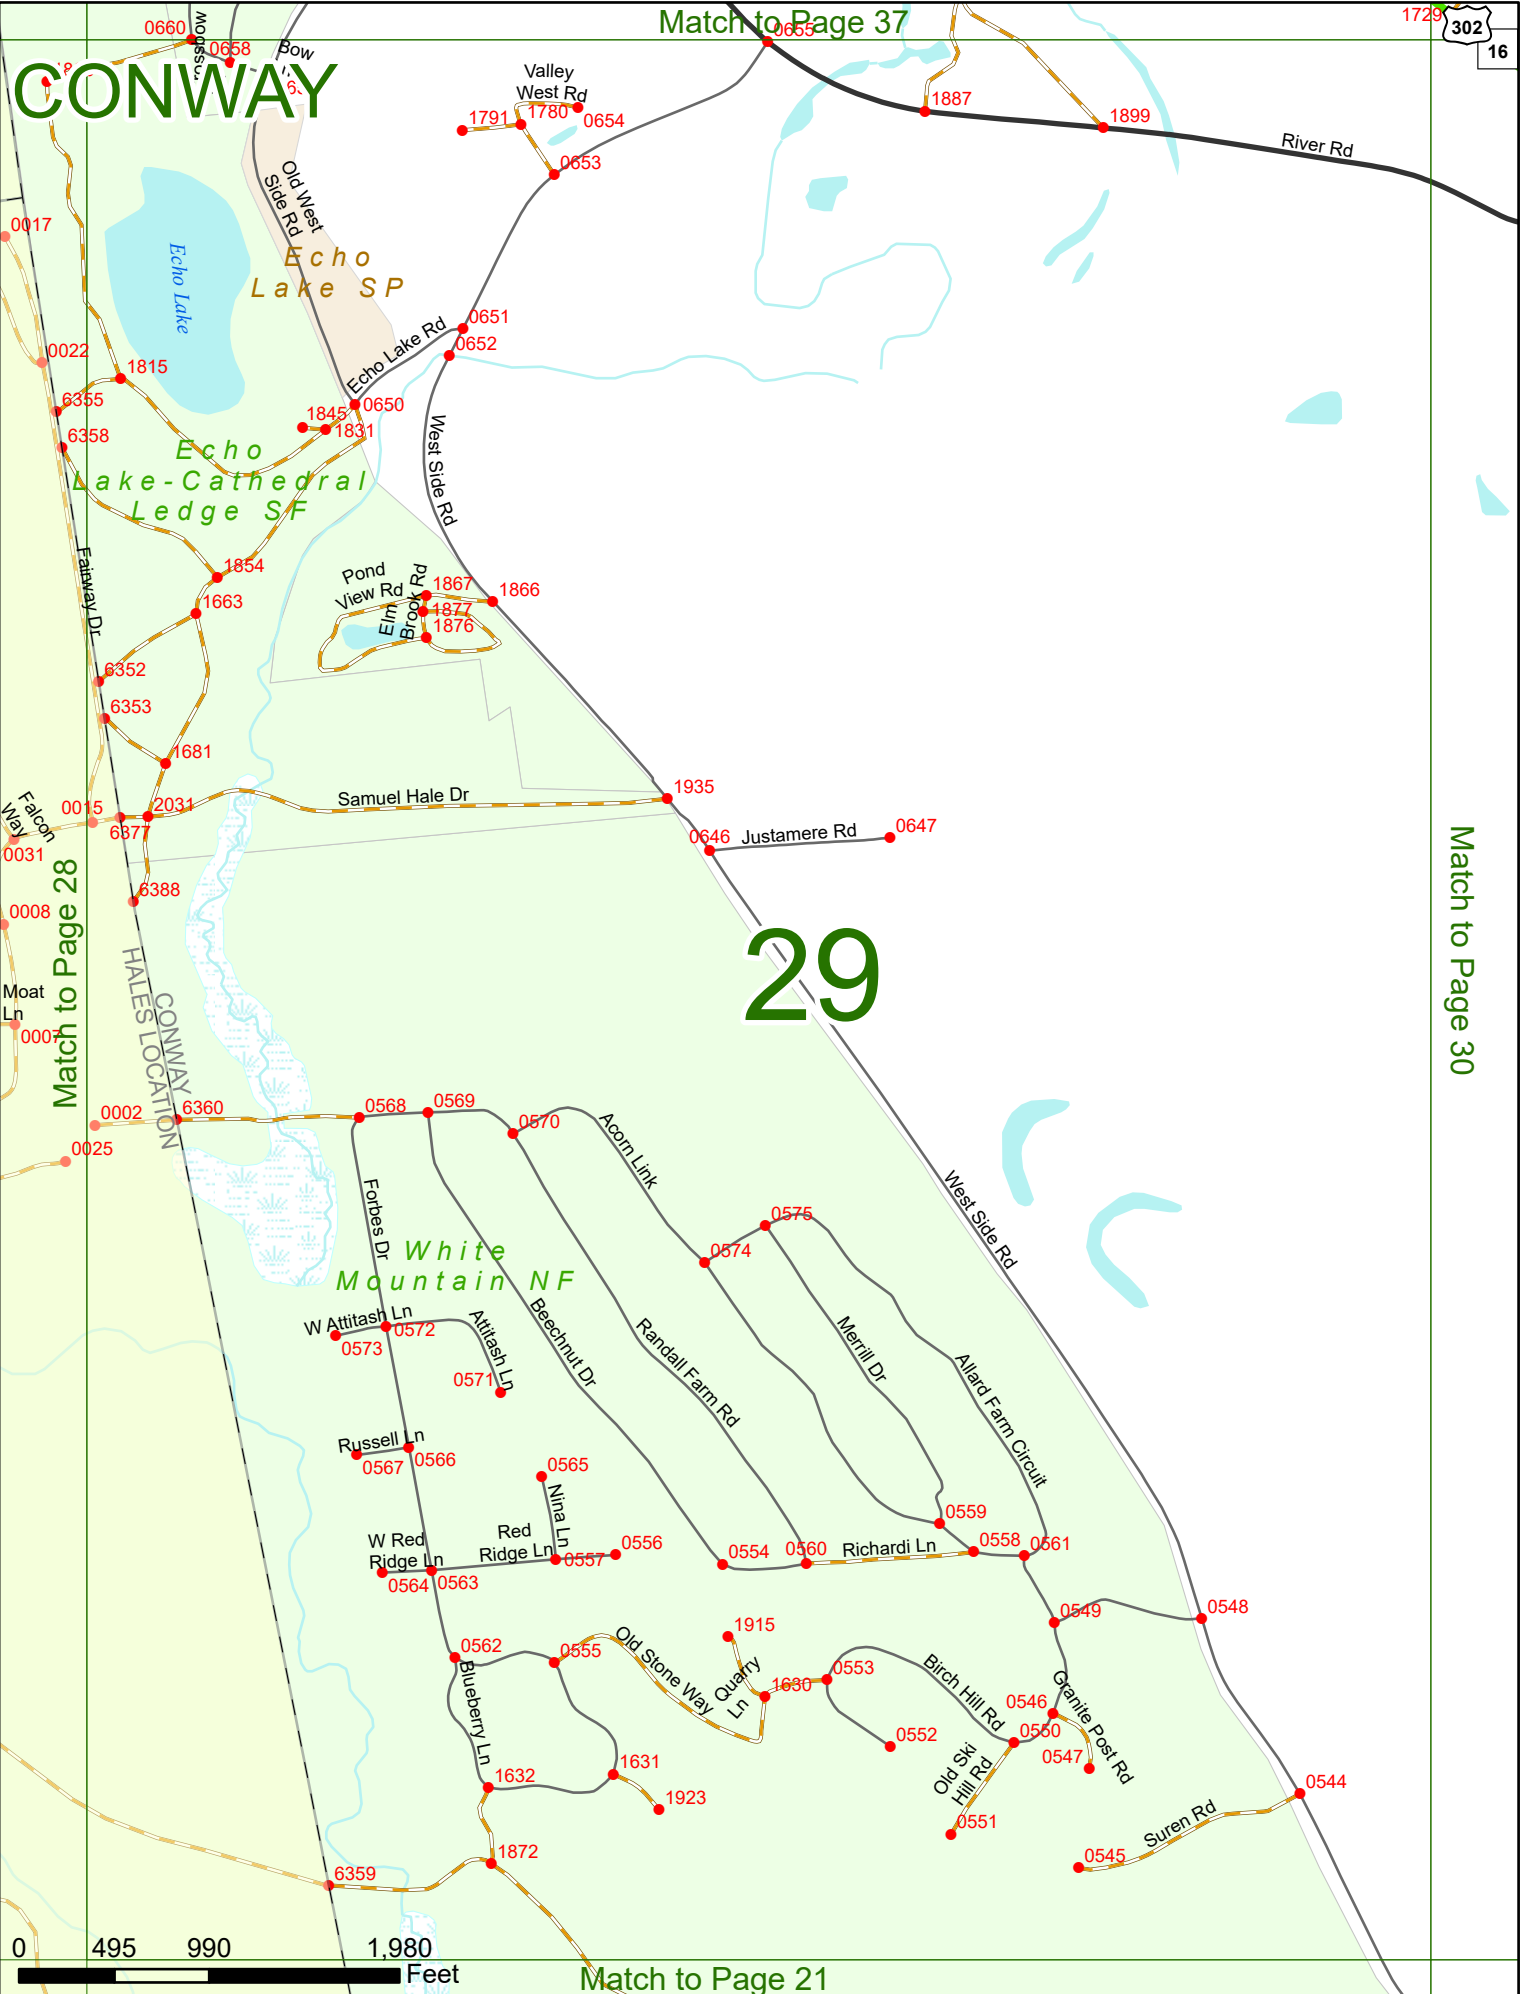 Match to Page 37
1729
302
16
0660
0658
Bow
0655
CONWAY
Valley
West Rd
1791
1780
0654
1887
1899
River Rd
0653
Old West
Side Rd
0017
Echo Lake
Echo
Lake SP
0651
0652
Echo Lake Rd
0022
1815
6355
0650
1845
1831
6358
West Side Rd
Echo
Lake-Cathedral
Ledge SF
Fairway Dr
1854
Pond
View Rd
Elm
Brook Rd
1867
1866
1663
1877
1876
6352
6353
1681
1935
Samuel Hale Dr
Falcon
Way
0015
2031
6377
0031
0646
Justamere Rd
0647
Match to Page 28
Match to Page 30
6388
0008
29
CONWAY
HALES LOCATION
Moat
Ln
0007
0002
6360
0568
0569
0570
Acorn Link
0025
Forbes Dr
West Side Rd
0575
0574
White
Mountain NF
W Attitash Ln
0572
0573
Attitash Ln
0571
Beechnut Dr
Randall Farm Rd
Merrill Dr
Allard Farm Circuit
Russell Ln
0566
0567
0565
Nina Ln
0559
W Red
Ridge Ln
Red
Ridge Ln
0557
0556
0554
0560
Richardi Ln
0558
0561
0564
0563
0549
0548
1915
0562
0555
Old Stone Way
Quarry
Ln
1630
0553
Birch Hill Rd
Blueberry Ln
0546
Granite Post Rd
0550
0552
0547
Old Ski
Hill Rd
1631
1632
1923
0544
0551
Suren Rd
0545
1872
6359
0 495 990 1,980
Feet
Match to Page 21